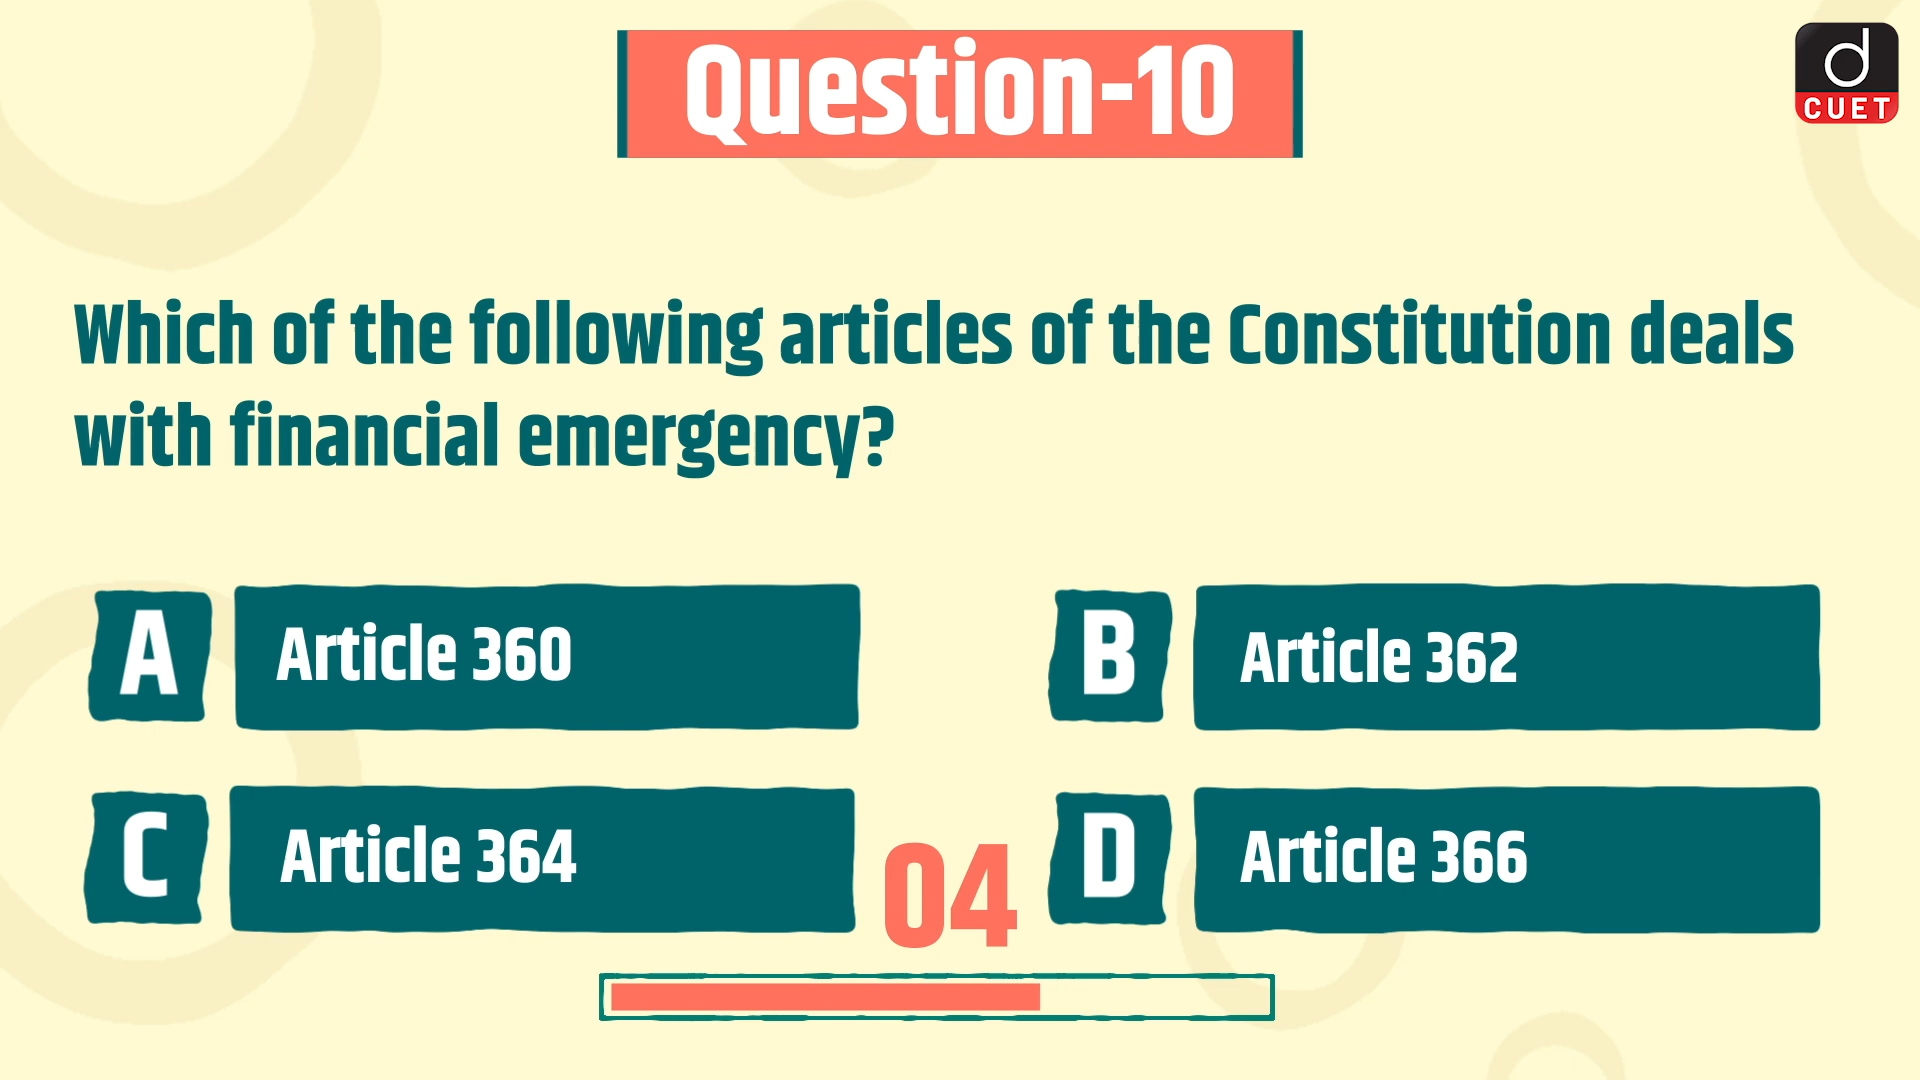 Question-10
d
CUET
Which of the following articles of the Constitution deals
with financial emergency?
A Article 360
B Article 362
C Article 364
D Article 366
04